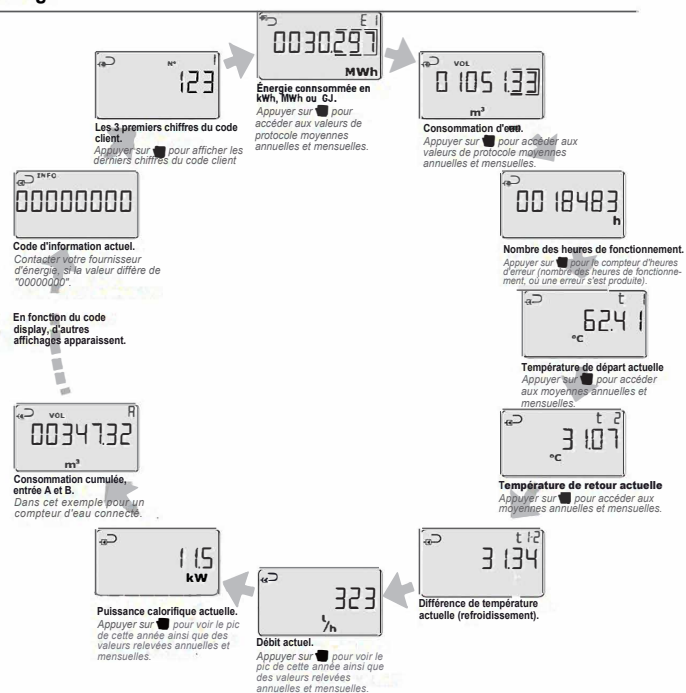 E1
0030.297
MWh
Énergie connsommée en
kWh, MWh ou GJ.
Appuyer sur pour
accéder aux valeurs de
protocole moyennes
annuelles et mensuelles.
VOL
01051.33
m³
Consommation d'eau.
Appuyer sur pour accéder aux
valeurs de protocole moyennes
annuelles et mensuelles.
0018483
h
Nombre des heures de fonctionnement.
Appuyer sur pour le compteur d'heures
d'erreur (nombre des heures de fonctionne-
ment, où une erreur s'est produite).
t 1
62.41
°C
Température de départ actuelle
Appuyer sur pour accéder
aux moyennes annuelles et
mensuelles.
t 2
31.07
°C
Température de retour actuelle
Appuyer sur pour accéder aux
moyennes annuelles et mensuelles.
t1-2
31.34
Différence de température
actuelle (refroidissement).
323
l/h
Débit actuel.
Appuyer sur pour voir le
pic de cette année ainsi que
des valeurs relevées
annuelles et mensuelles.
11.5
kW
Puissance calorifique actuelle.
Appuyer sur pour voir le pic
de cette année ainsi que des
valeurs relevées annuelles et
mensuelles.
VOL A
00347.32
m³
Consommation cumulée,
entrée A et B.
Dans cet exemple pour un
compteur d'eau connecté.
En fonction du code
display, d'autres
affichages apparaissent.
INFO
00000000
Code d'information actuel.
Contacter votre fournisseur
d'énergie, si la valeur diffère de
"00000000".
N° 1
123
Les 3 premiers chiffres du code
client.
Appuyer sur pour afficher les
derniers chiffres du code client